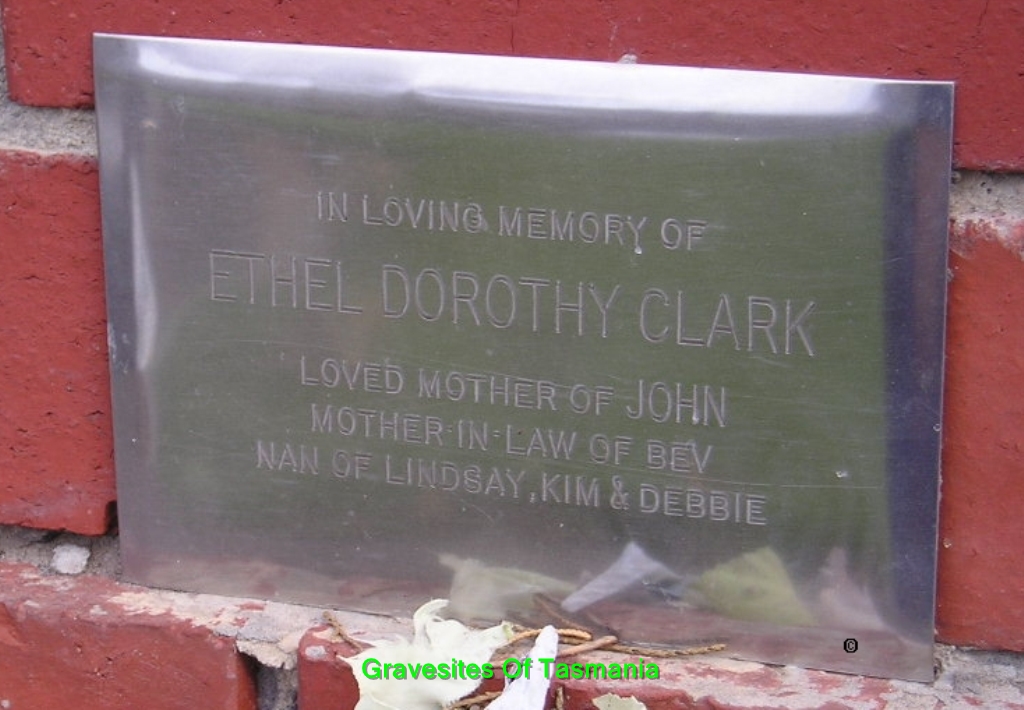 IN LOVING MEMORY OF
ETHEL DOROTHY CLARK
LOVED MOTHER OF JOHN
MOTHER-IN-LAW OF BEV
NAN OF LINDSAY, KIM & DEBBIE
©
Gravesites Of Tasmania